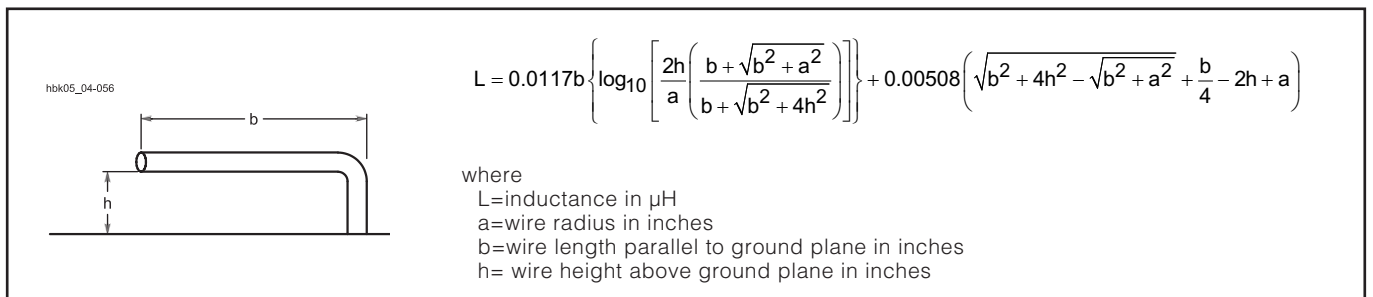 hbk05_04-056
b
h
L = 0.0117b{log₁₀[2h/a((b + √(b² + a²))/(b + √(b² + 4h²)))]} + 0.00508(√(b² + 4h² − √(b² + a²)) + b/4 − 2h + a)
where
L=inductance in µH
a=wire radius in inches
b=wire length parallel to ground plane in inches
h= wire height above ground plane in inches